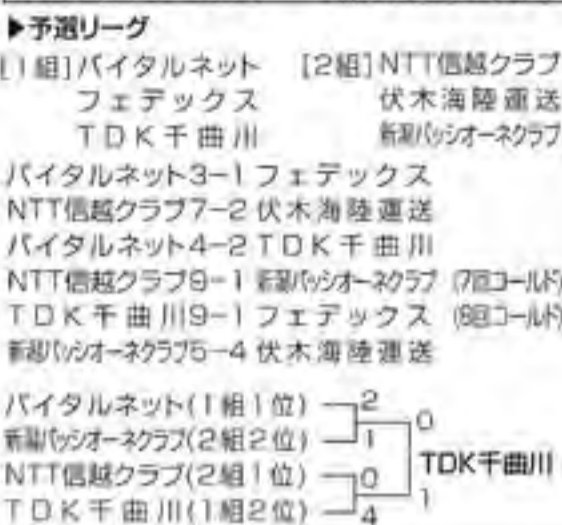 ▶予選リーグ
[1組]バイタルネット [2組]NTT信越クラブ
フェデックス 伏木海陸運送
TDK千曲川 新潟パッシオーネクラブ
バイタルネット3−1フェデックス
NTT信越クラブ7−2伏木海陸運送
バイタルネット4−2TDK千曲川
NTT信越クラブ9−1新潟パッシオーネクラブ (7回コールド)
TDK千曲川9−1フェデックス (8回コールド)
新潟パッシオーネクラブ5−4伏木海陸運送
バイタルネット(1組1位) 2
新潟パッシオーネクラブ(2組2位) 1
0
NTT信越クラブ(2組1位) 0
TDK千曲川(1組2位) 4
1
TDK千曲川